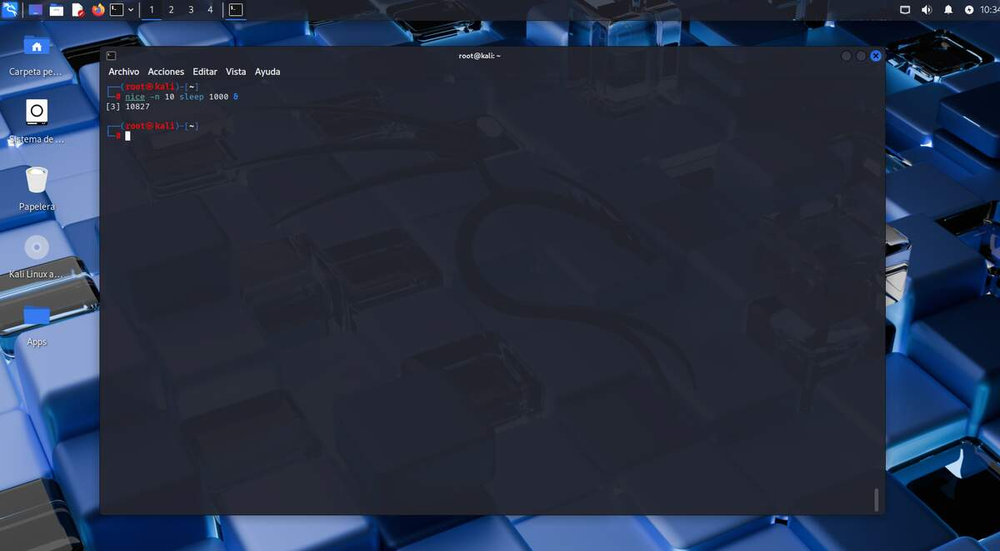 1 2 3 4
10:34
Carpeta pe...
Sistema de ...
Papelera
Kali Linux a...
Apps
root@kali: ~
Archivo Acciones Editar Vista Ayuda
┌──(root㉿kali)-[~]
└─# nice -n 10 sleep 1000 &
[3] 10827
┌──(root㉿kali)-[~]
└─#